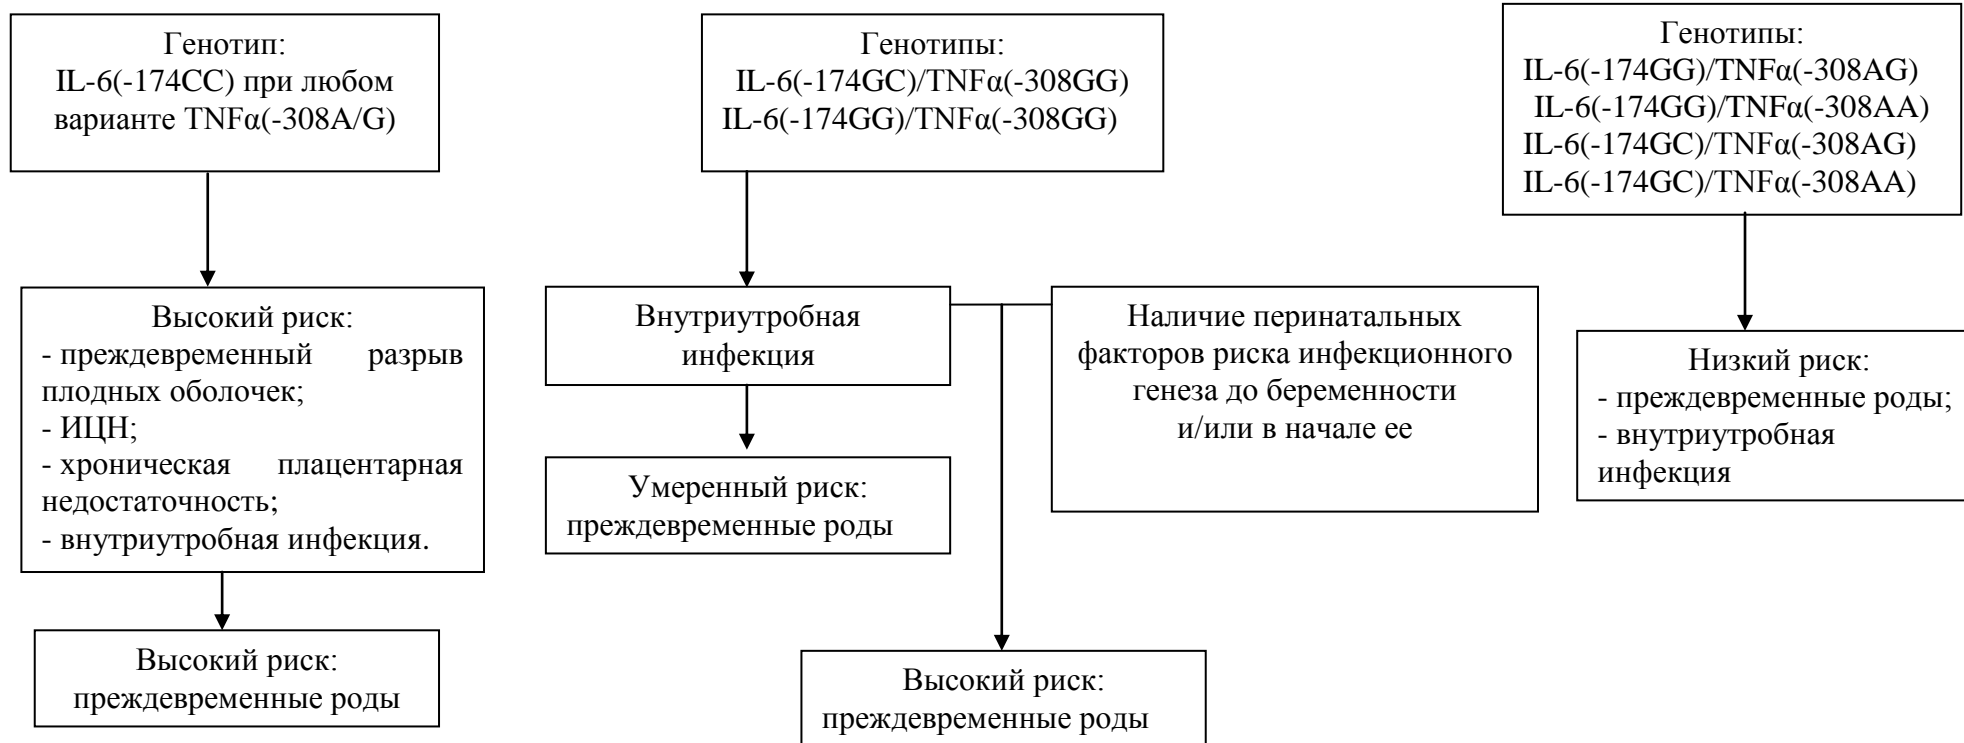 Генотип:
IL-6(-174CC) при любом
варианте TNFα(-308A/G)
Генотипы:
IL-6(-174GC)/TNFα(-308GG)
IL-6(-174GG)/TNFα(-308GG)
Генотипы:
IL-6(-174GG)/TNFα(-308AG)
IL-6(-174GG)/TNFα(-308AA)
IL-6(-174GC)/TNFα(-308AG)
IL-6(-174GC)/TNFα(-308AA)
Высокий риск:
- преждевременный разрыв
плодных оболочек;
- ИЦН;
- хроническая плацентарная
недостаточность;
- внутриутробная инфекция.
Высокий риск:
преждевременные роды
Внутриутробная
инфекция
Умеренный риск:
преждевременные роды
Наличие перинатальных
факторов риска инфекционного
генеза до беременности
и/или в начале ее
Высокий риск:
преждевременные роды
Низкий риск:
- преждевременные роды;
- внутриутробная
инфекция